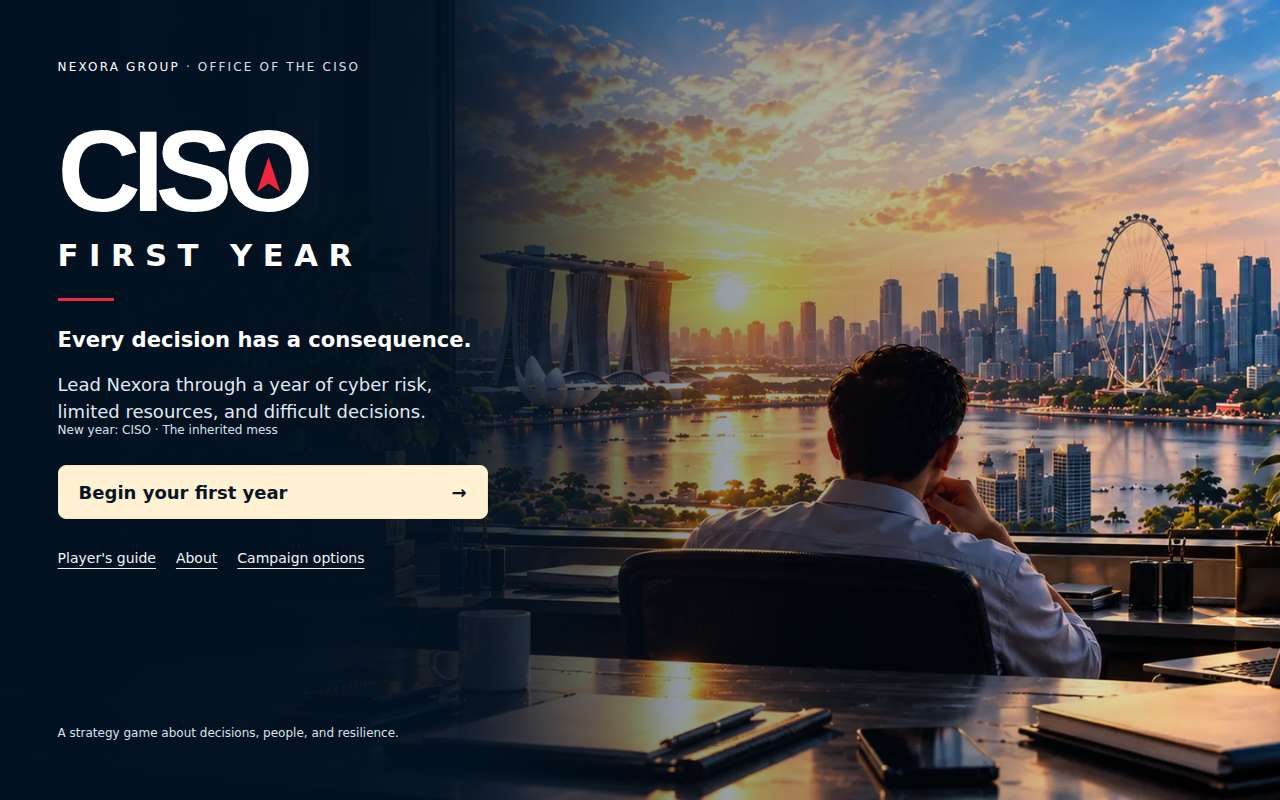 NEXORA GROUP · OFFICE OF THE CISO
CISO
FIRST YEAR
Every decision has a consequence.
Lead Nexora through a year of cyber risk,
limited resources, and difficult decisions.
New year: CISO · The inherited mess
Begin your first year →
Player's guide About Campaign options
A strategy game about decisions, people, and resilience.